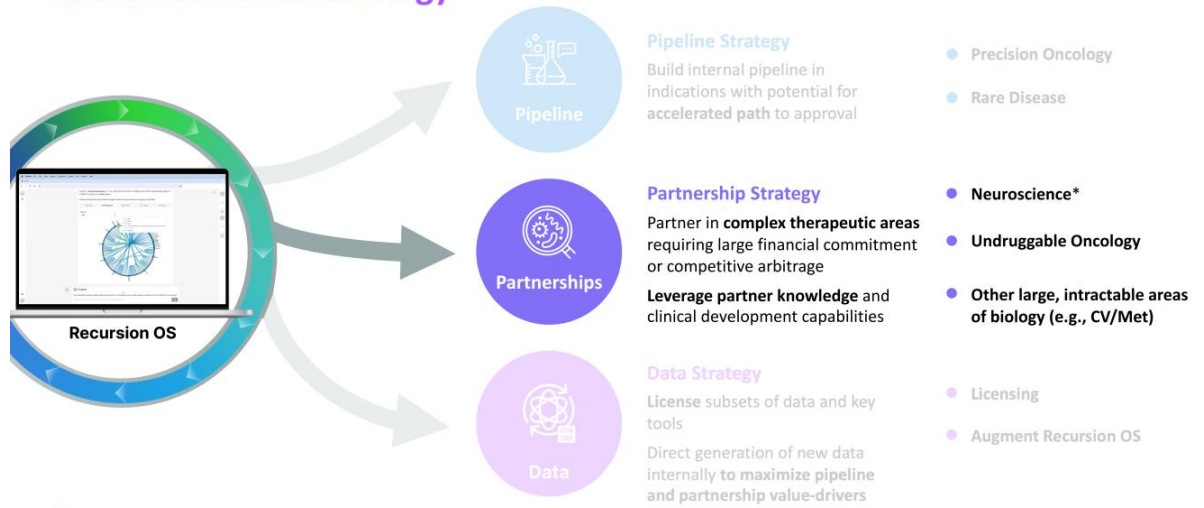 Pipeline
Pipeline Strategy
Build internal pipeline in
indications with potential for
accelerated path to approval
Precision Oncology
Rare Disease
Recursion OS
Partnerships
Partnership Strategy
Partner in complex therapeutic areas
requiring large financial commitment
or competitive arbitrage
Leverage partner knowledge and
clinical development capabilities
Neuroscience*
Undruggable Oncology
Other large, intractable areas
of biology (e.g., CV/Met)
Data
Data Strategy
License subsets of data and key
tools
Direct generation of new data
internally to maximize pipeline
and partnership value-drivers
Licensing
Augment Recursion OS